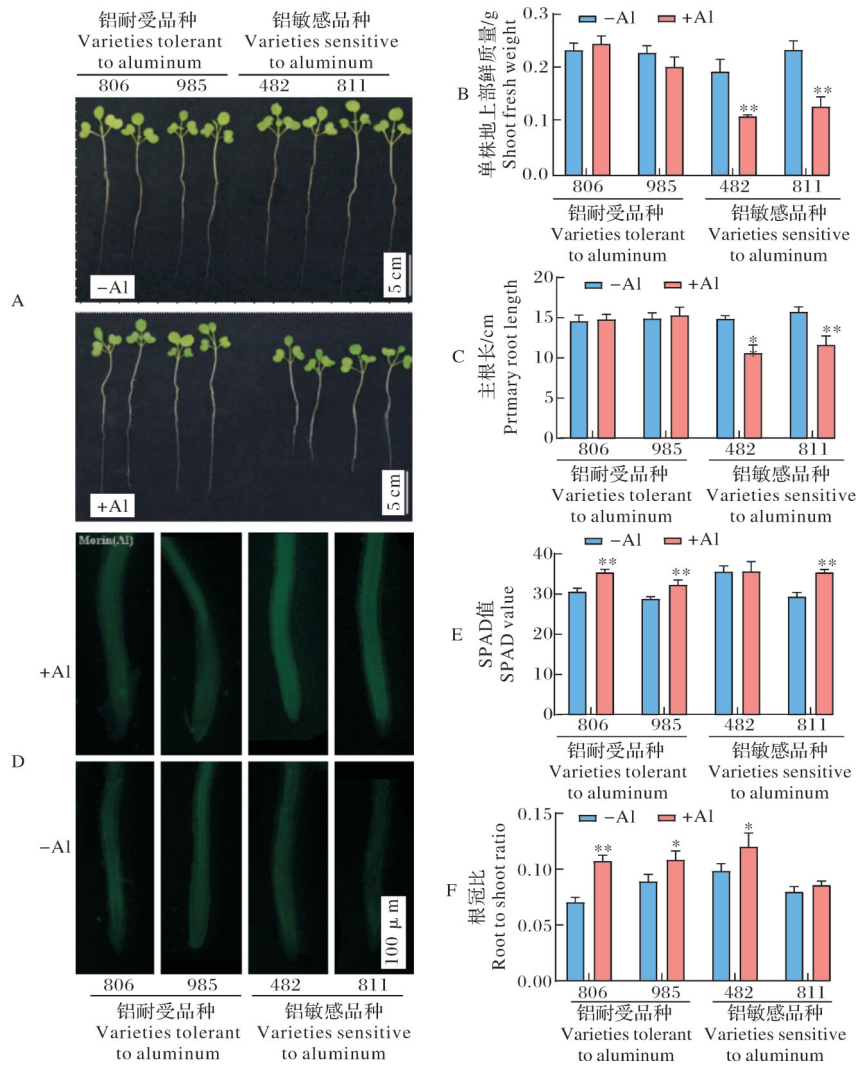 A
铝耐受品种
Varieties tolerant
to aluminum
铝敏感品种
Varieties sensitive
to aluminum
806 985 482 811
−Al
5 cm
+Al
5 cm
D
Morin(Al)
+Al
−Al
100 μm
806 985 482 811
铝耐受品种
Varieties tolerant
to aluminum
铝敏感品种
Varieties sensitive
to aluminum
B
单株地上部鲜质量/g
Shoot fresh weight
−Al +Al
0.3
0.2
0.1
0.0
** **
806 985 482 811
铝耐受品种
Varieties tolerant
to aluminum
铝敏感品种
Varieties sensitive
to aluminum
C
主根长/cm
Prtmary root length
−Al +Al
20
15
10
5
0
*
*
**
806 985 482 811
铝耐受品种
Varieties tolerant
to aluminum
铝敏感品种
Varieties sensitive
to aluminum
E
SPAD值
SPAD value
−Al +Al
40
30
20
10
0
** ** **
806 985 482 811
铝耐受品种
Varieties tolerant
to aluminum
铝敏感品种
Varieties sensitive
to aluminum
F
根冠比
Root to shoot ratio
−Al +Al
0.15
0.10
0.05
0.00
** * *
806 985 482 811
铝耐受品种
Varieties tolerant
to aluminum
铝敏感品种
Varieties sensitive
to aluminum